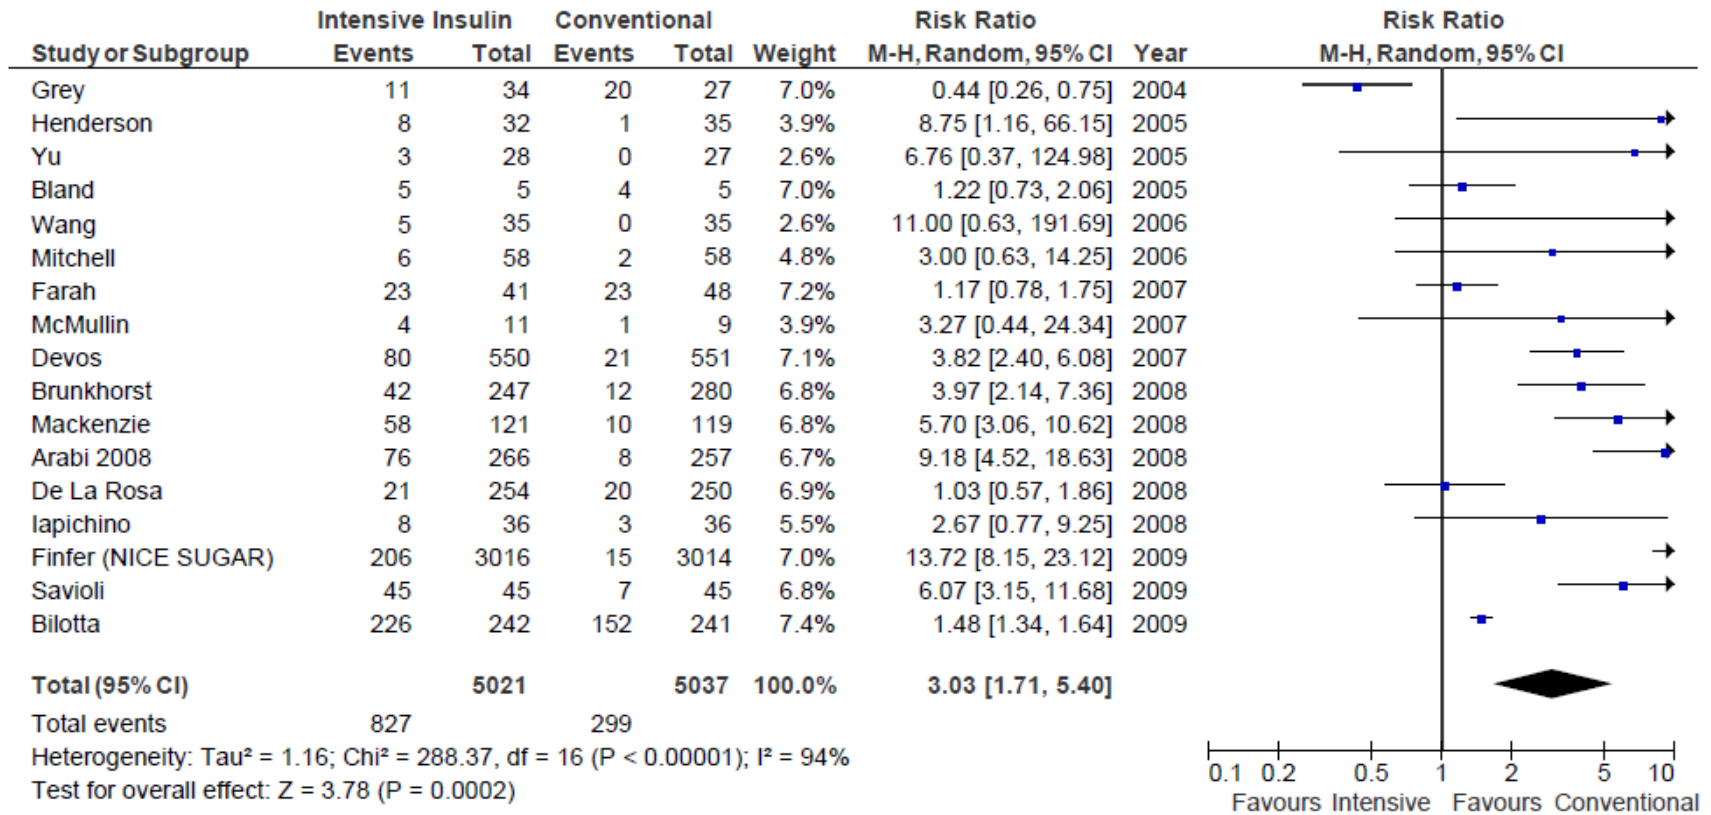 Intensive Insulin Conventional Risk Ratio Risk Ratio
Study or Subgroup Events Total Events Total Weight M-H, Random, 95% CI Year M-H, Random, 95% CI
Grey 11 34 20 27 7.0% 0.44 [0.26, 0.75] 2004
Henderson 8 32 1 35 3.9% 8.75 [1.16, 66.15] 2005
Yu 3 28 0 27 2.6% 6.76 [0.37, 124.98] 2005
Bland 5 5 4 5 7.0% 1.22 [0.73, 2.06] 2005
Wang 5 35 0 35 2.6% 11.00 [0.63, 191.69] 2006
Mitchell 6 58 2 58 4.8% 3.00 [0.63, 14.25] 2006
Farah 23 41 23 48 7.2% 1.17 [0.78, 1.75] 2007
McMullin 4 11 1 9 3.9% 3.27 [0.44, 24.34] 2007
Devos 80 550 21 551 7.1% 3.82 [2.40, 6.08] 2007
Brunkhorst 42 247 12 280 6.8% 3.97 [2.14, 7.36] 2008
Mackenzie 58 121 10 119 6.8% 5.70 [3.06, 10.62] 2008
Arabi 2008 76 266 8 257 6.7% 9.18 [4.52, 18.63] 2008
De La Rosa 21 254 20 250 6.9% 1.03 [0.57, 1.86] 2008
Iapichino 8 36 3 36 5.5% 2.67 [0.77, 9.25] 2008
Finfer (NICE SUGAR) 206 3016 15 3014 7.0% 13.72 [8.15, 23.12] 2009
Savioli 45 45 7 45 6.8% 6.07 [3.15, 11.68] 2009
Bilotta 226 242 152 241 7.4% 1.48 [1.34, 1.64] 2009
Total (95% CI) 5021 5037 100.0% 3.03 [1.71, 5.40]
Total events 827 299
Heterogeneity: Tau² = 1.16; Chi² = 288.37, df = 16 (P < 0.00001); I² = 94%
Test for overall effect: Z = 3.78 (P = 0.0002)
0.1 0.2 0.5 1 2 5 10
Favours Intensive Favours Conventional